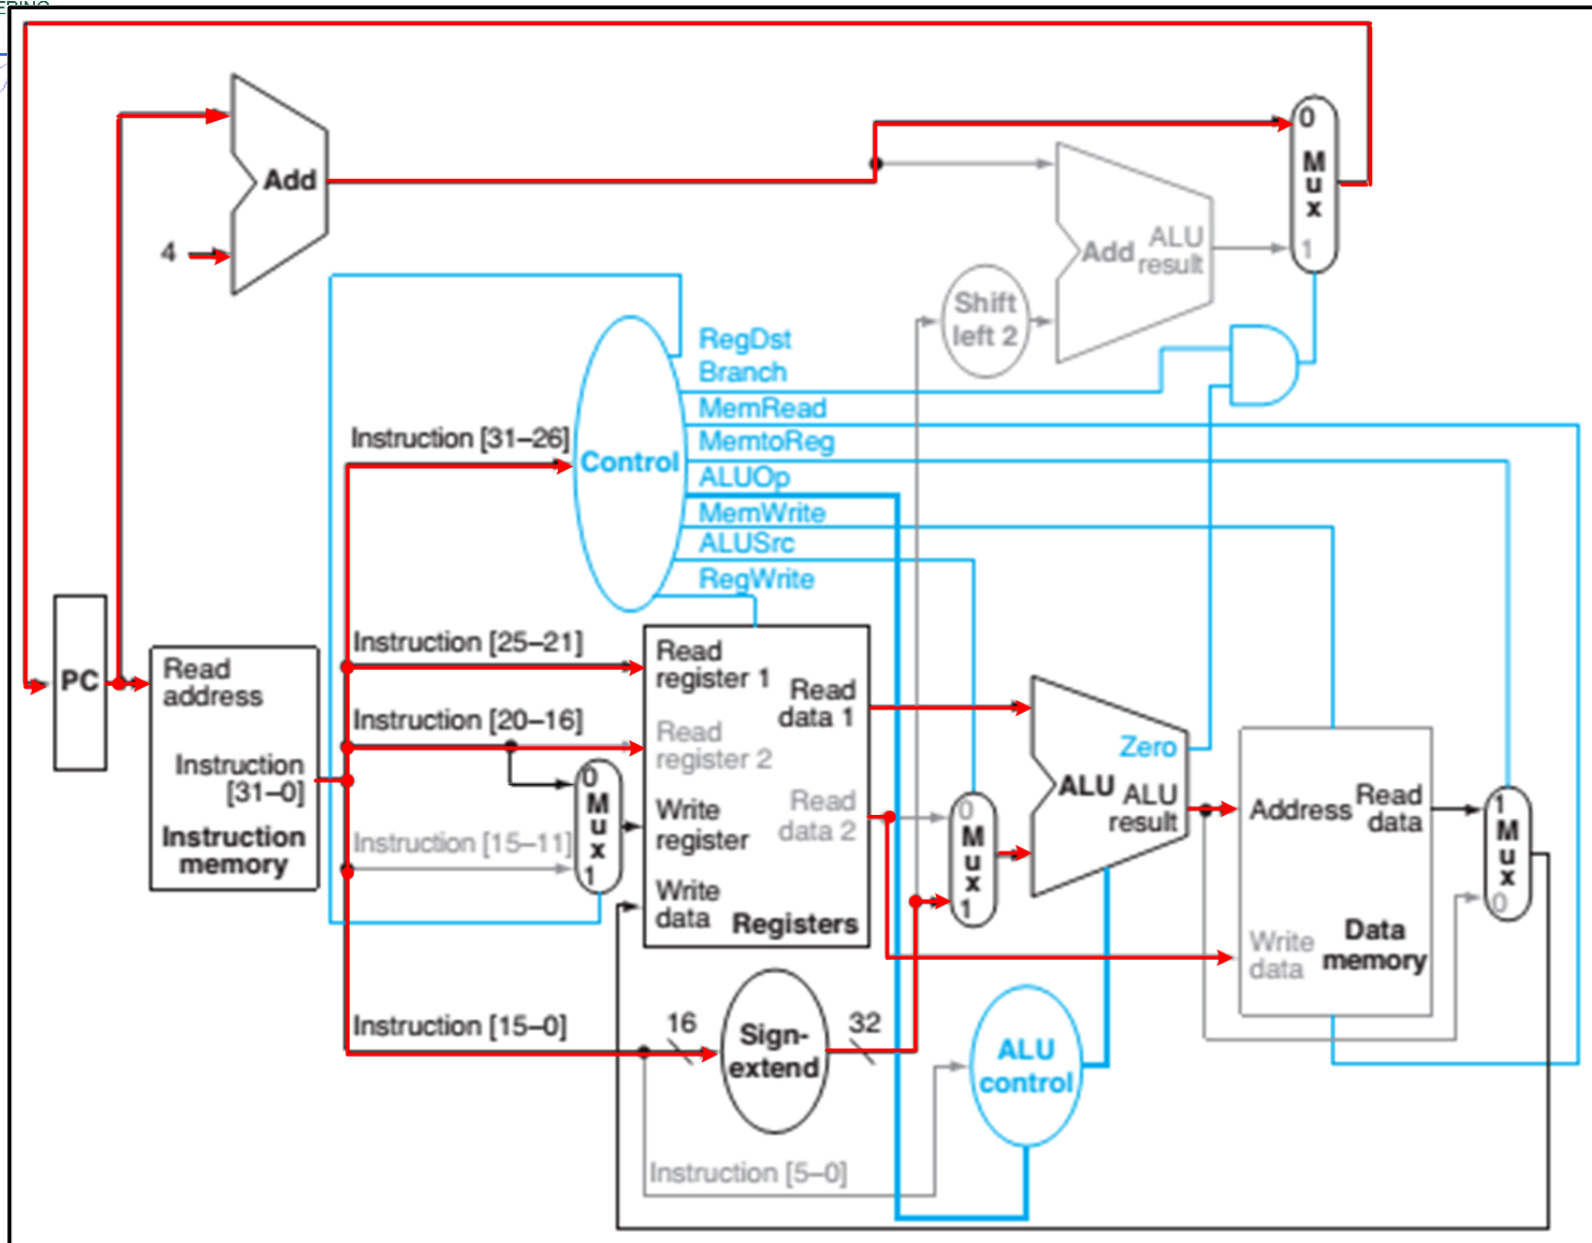 ERING
Add
4
0
M
u
x
1
Add
ALU
result
Shift
left 2
RegDst
Branch
MemRead
MemtoReg
ALUOp
MemWrite
ALUSrc
RegWrite
Control
Instruction [31–26]
Instruction [25–21]
Instruction [20–16]
Instruction [15–11]
Instruction [15–0]
Instruction [5–0]
PC
Read
address
Instruction
[31–0]
Instruction
memory
0
M
u
x
1
Read
register 1
Read
register 2
Write
register
Write
data
Read
data 1
Read
data 2
Registers
16
Sign-
extend
32
0
M
u
x
1
Zero
ALU
ALU
result
ALU
control
Address
Read
data
Write
data
Data
memory
1
M
u
x
0